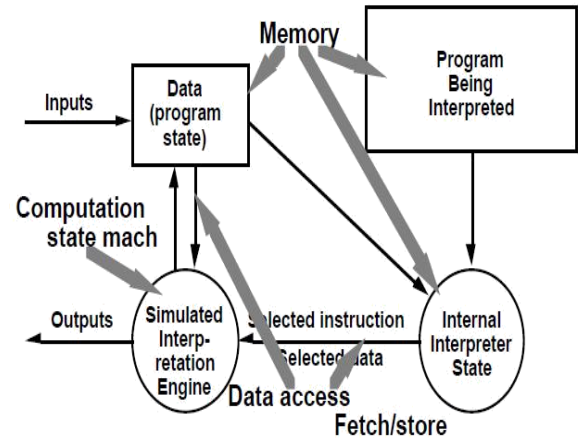 Memory
Program
Being
Interpreted
Data
(program
state)
Inputs
Computation
state mach
Outputs
Simulated
Interp-
retation
Engine
Selected instruction
Selected data
Internal
Interpreter
State
Data access
Fetch/store